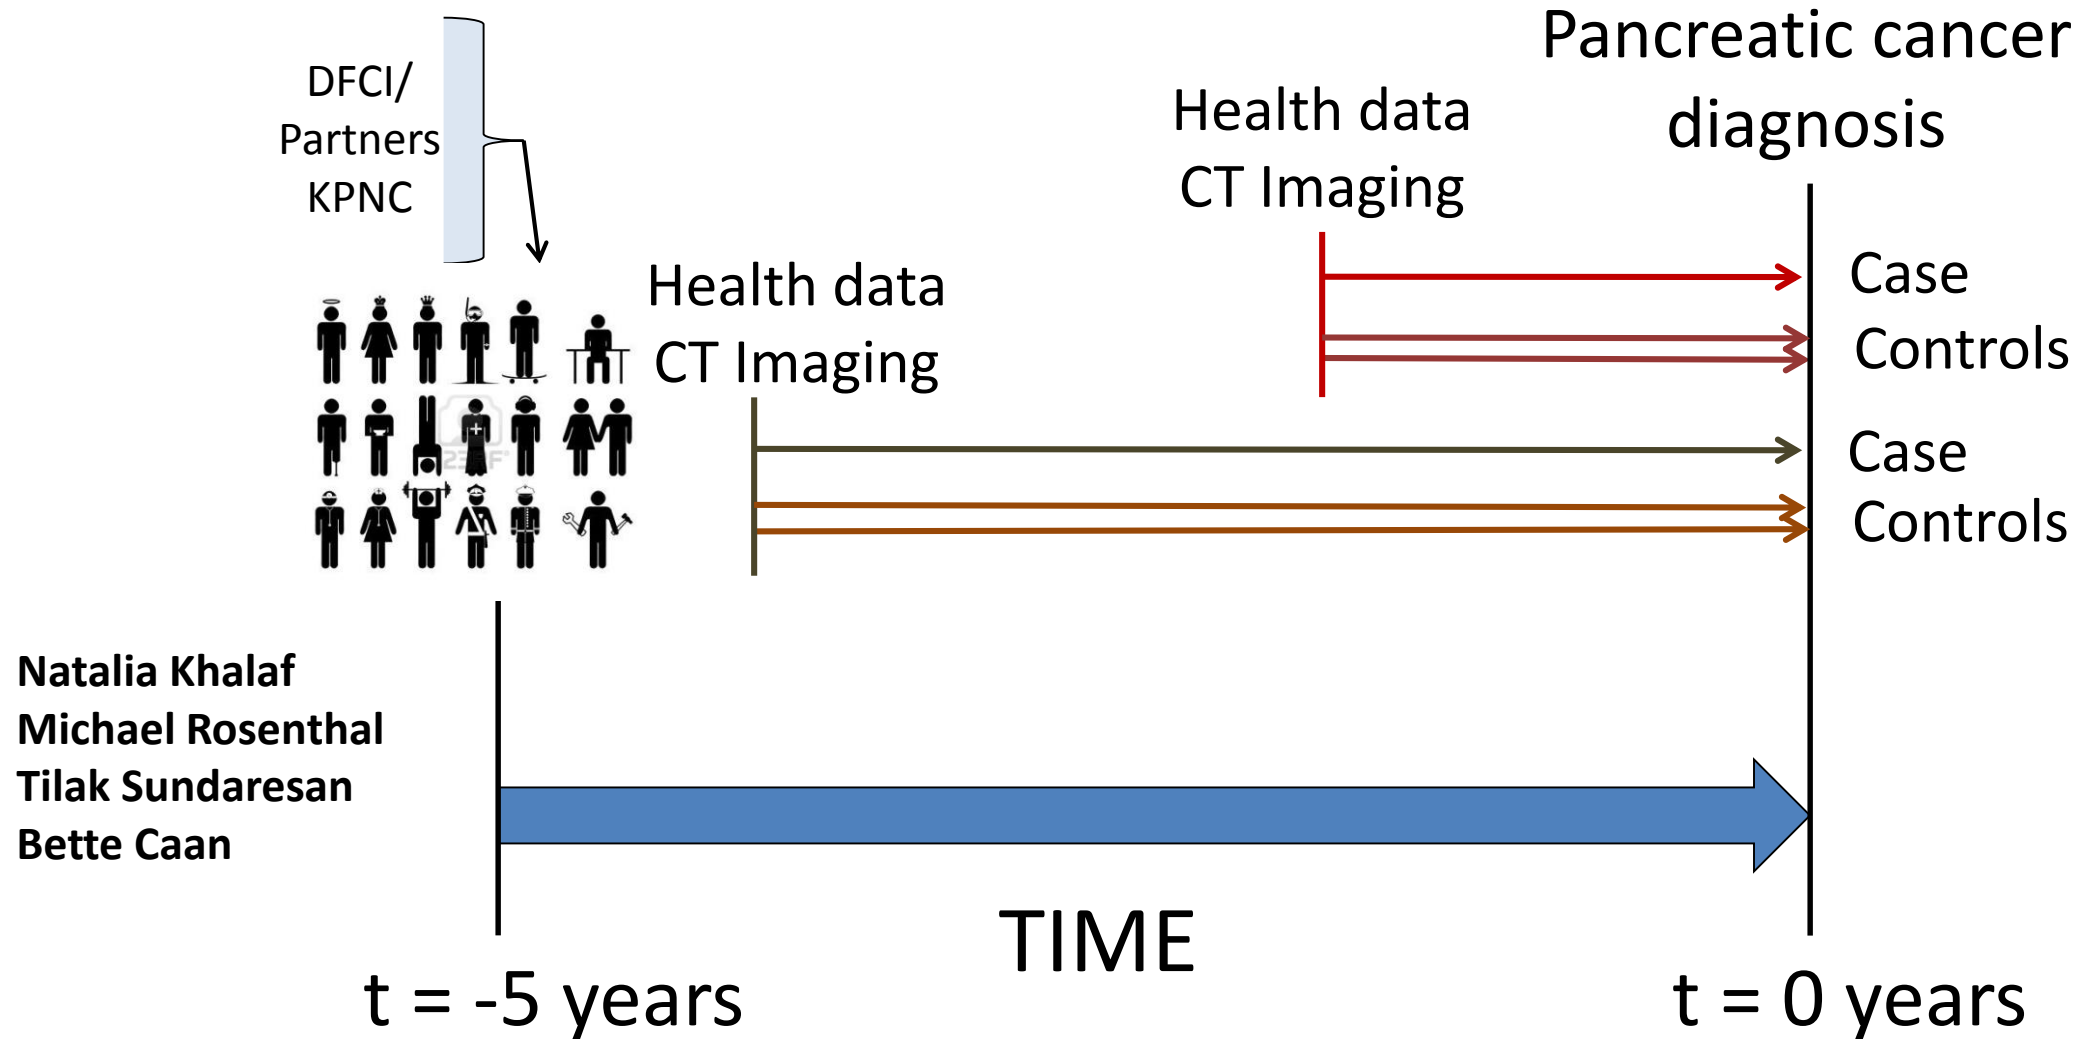 DFCI/
Partners
KPNC
Pancreatic cancer
diagnosis
Health data
CT Imaging
Health data
CT Imaging
Case
Controls
Case
Controls
Natalia Khalaf
Michael Rosenthal
Tilak Sundaresan
Bette Caan
TIME
t = -5 years
t = 0 years